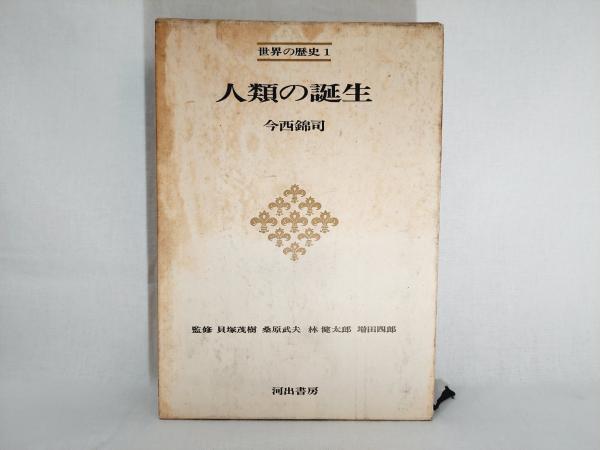 世界の歴史1
人類の誕生
今西錦司
監修 貝塚茂樹 桑原武夫 林健太郎 増田四郎
河出書房